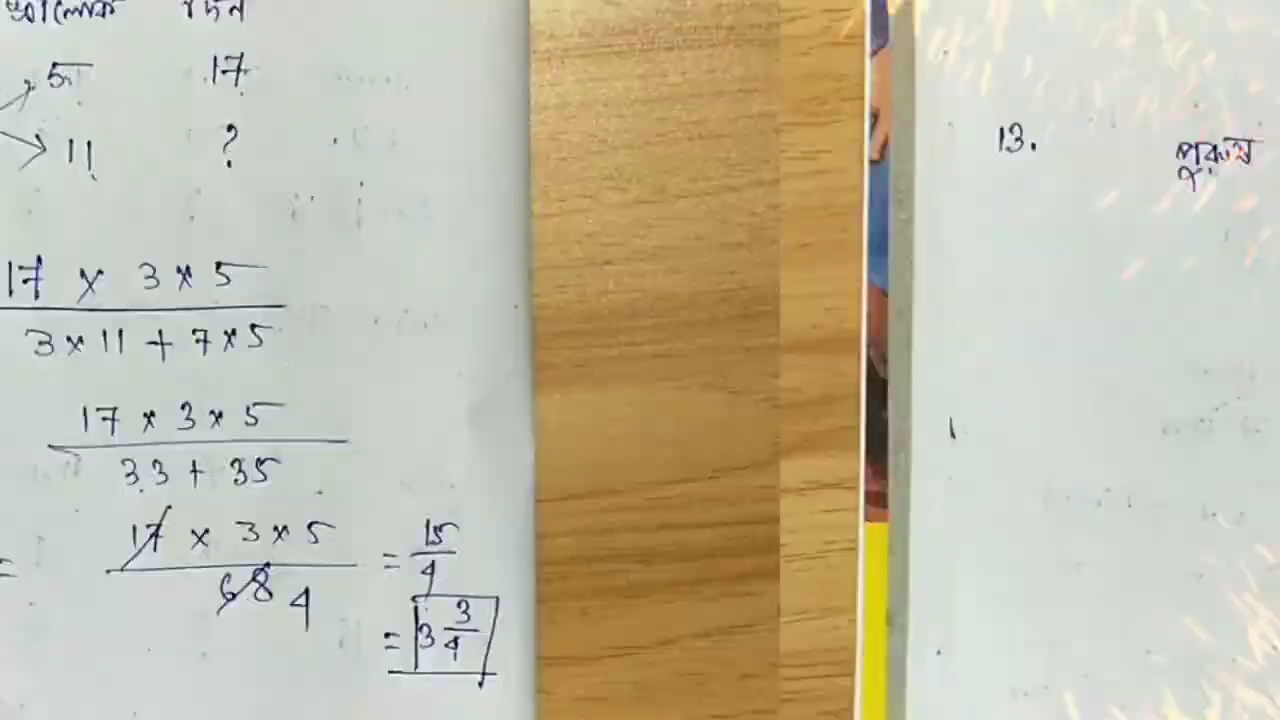 দিন
5 17
11 ?
17 × 3 × 5
3 × 11 + 7 × 5
17 × 3 × 5
33 + 35
= 17 × 3 × 5
68 4
= 15/4
= 3 3/4
13. পুরুষ